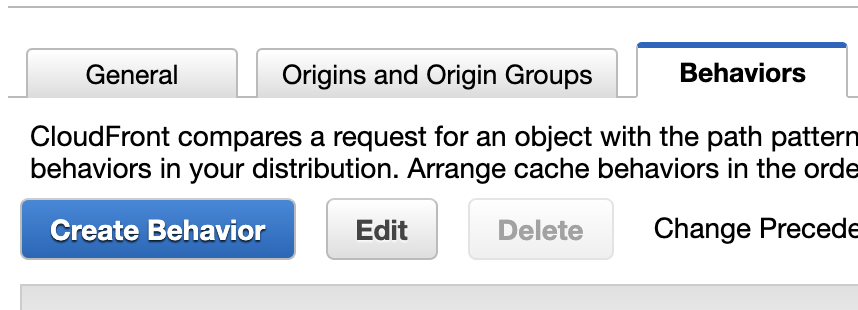 General Origins and Origin Groups Behaviors
CloudFront compares a request for an object with the path pattern
behaviors in your distribution. Arrange cache behaviors in the orde
Create Behavior Edit Delete Change Precede